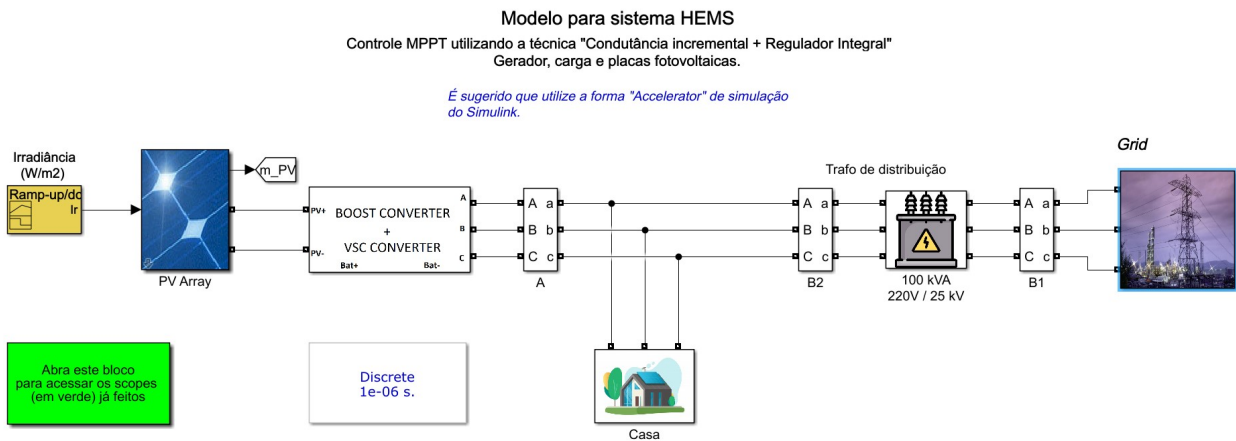 Modelo para sistema HEMS
Controle MPPT utilizando a técnica "Condutância incremental + Regulador Integral"
Gerador, carga e placas fotovoltaicas.
É sugerido que utilize a forma "Accelerator" de simulação
do Simulink.
Irradiância
(W/m2)
Ramp-up/do
Ir
PV Array
m_PV
PV+
PV-
BOOST CONVERTER
+
VSC CONVERTER
Bat+ Bat-
A
B
C
A a
B b
C c
A
Trafo de distribuição
A a
B b
C c
B2
100 kVA
220V / 25 kV
A a
B b
C c
B1
Grid
Casa
Abra este bloco
para acessar os scopes
(em verde) já feitos
Discrete
1e-06 s.